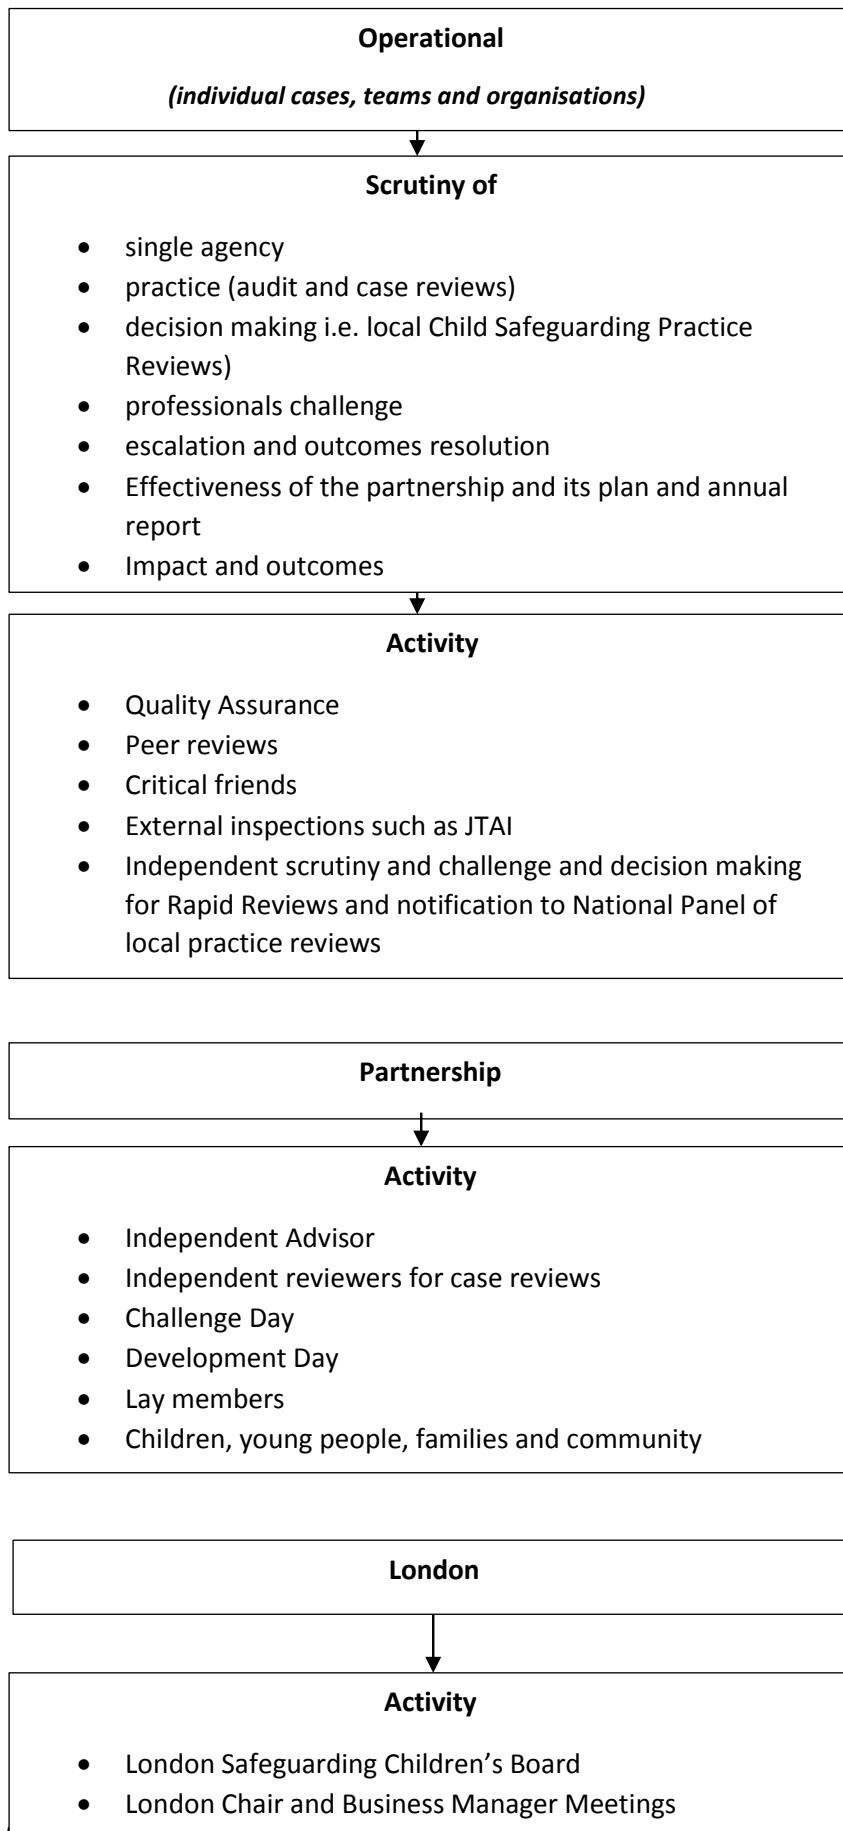 Operational
(individual cases, teams and organisations)
Scrutiny of
• single agency
• practice (audit and case reviews)
• decision making i.e. local Child Safeguarding Practice
Reviews)
• professionals challenge
• escalation and outcomes resolution
• Effectiveness of the partnership and its plan and annual
report
• Impact and outcomes
Activity
• Quality Assurance
• Peer reviews
• Critical friends
• External inspections such as JTAI
• Independent scrutiny and challenge and decision making
for Rapid Reviews and notification to National Panel of
local practice reviews
Partnership
Activity
• Independent Advisor
• Independent reviewers for case reviews
• Challenge Day
• Development Day
• Lay members
• Children, young people, families and community
London
Activity
• London Safeguarding Children’s Board
• London Chair and Business Manager Meetings